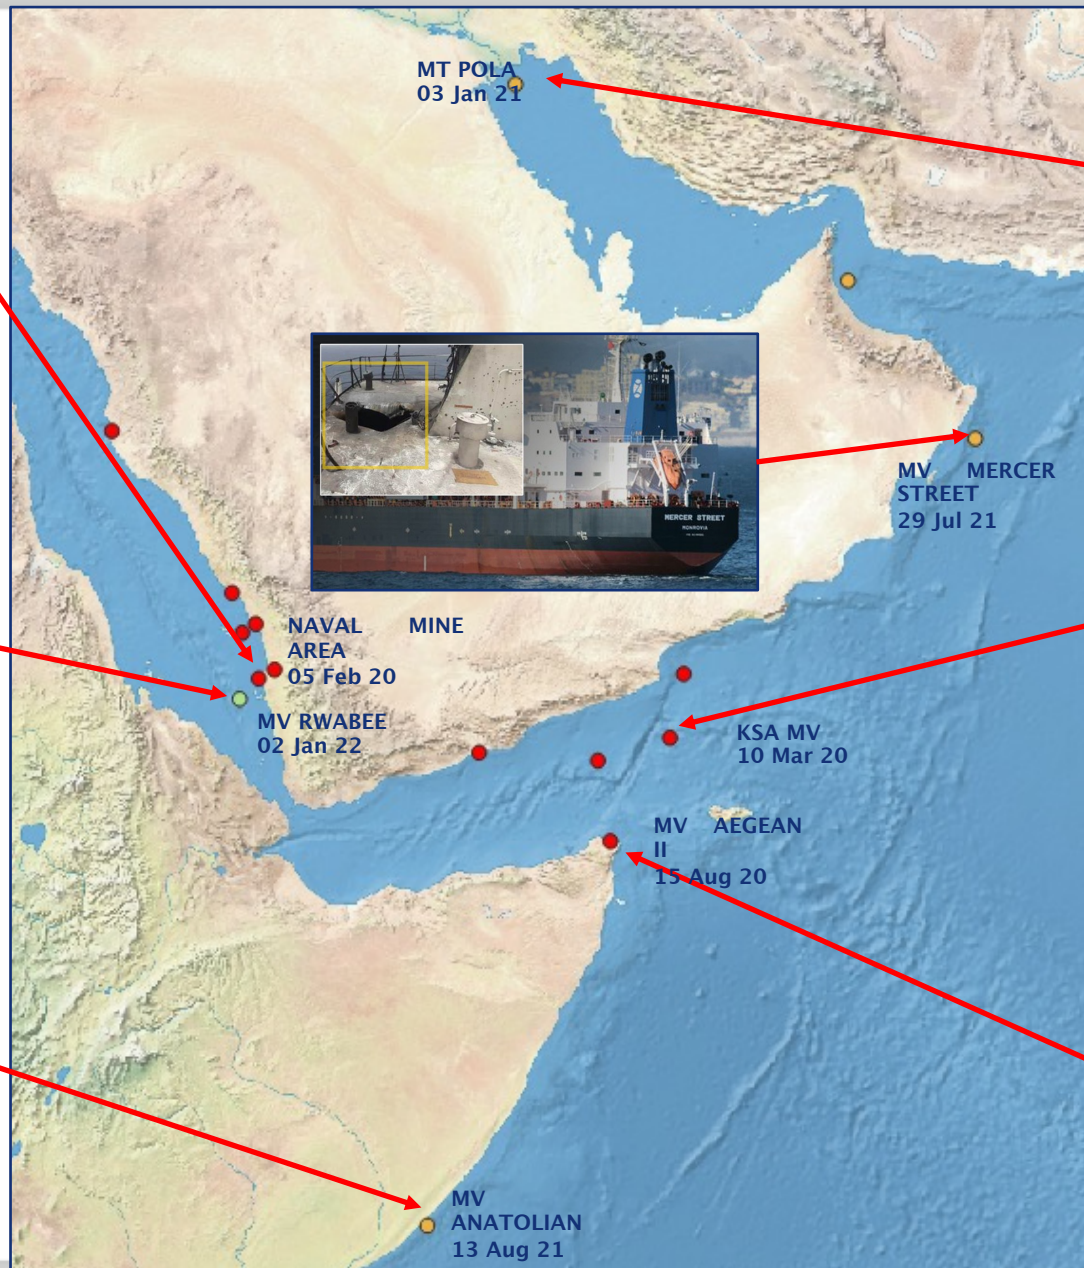 MT POLA
03 Jan 21
MERCER STREET
MONROVIA
MV MERCER
STREET
29 Jul 21
NAVAL MINE
AREA
05 Feb 20
MV RWABEE
02 Jan 22
KSA MV
10 Mar 20
MV AEGEAN
II
15 Aug 20
MV
ANATOLIAN
13 Aug 21